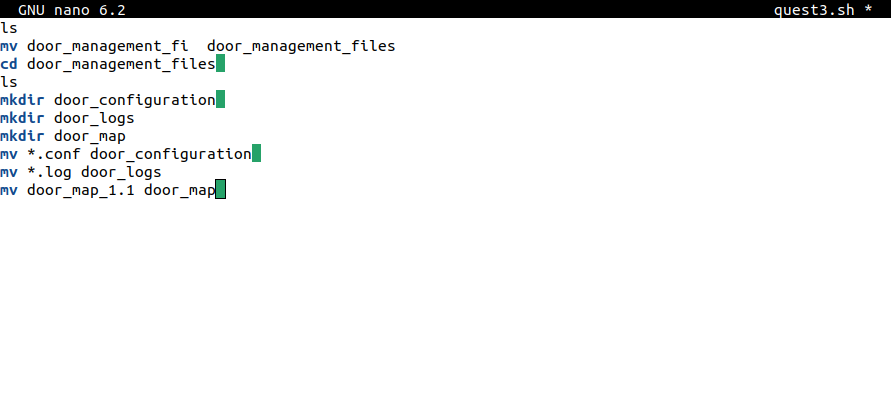 GNU nano 6.2 quest3.sh *
ls
mv door_management_fi  door_management_files
cd door_management_files
ls
mkdir door_configuration
mkdir door_logs
mkdir door_map
mv *.conf door_configuration
mv *.log door_logs
mv door_map_1.1 door_map